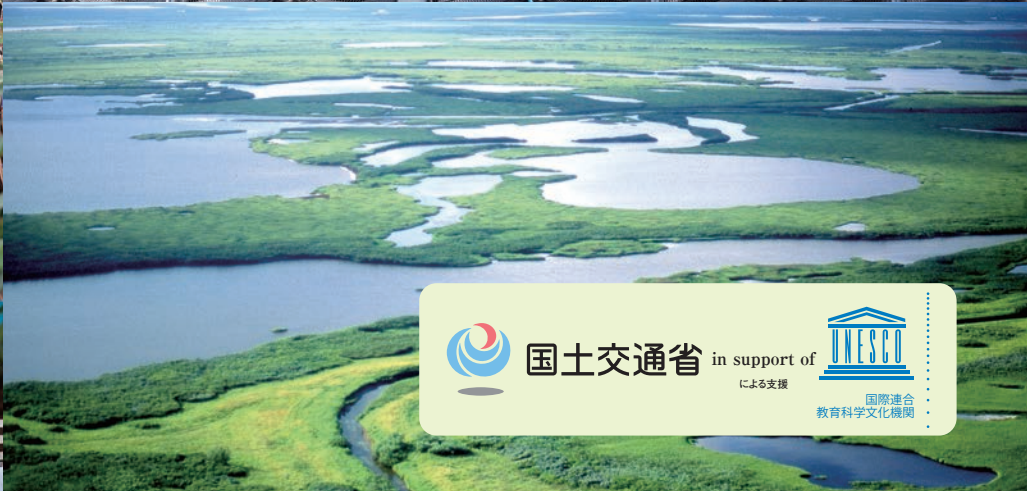 国土交通省
in support of
による支援
UNESCO
国際連合
教育科学文化機関